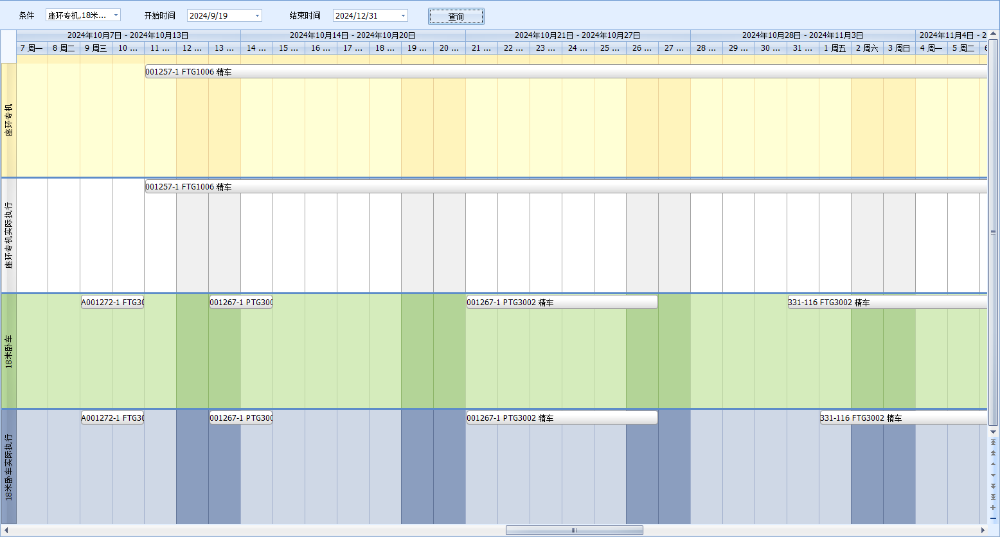 条件 座环专机,18米... 开始时间 2024/9/19 结束时间 2024/12/31 查询
2024年10月7日 - 2024年10月13日 2024年10月14日 - 2024年10月20日 2024年10月21日 - 2024年10月27日 2024年10月28日 - 2024年11月3日 2024年11月4日 - 2
7 周一 8 周二 9 周三 10 ... 11 ... 12 ... 13 ... 14 ... 15 ... 16 ... 17 ... 18 ... 19 ... 20 ... 21 ... 22 ... 23 ... 24 ... 25 ... 26 ... 27 ... 28 ... 29 ... 30 ... 31 ... 1 周五 2 周六 3 周日 4 周一 5 周二 6
座环专机
001257-1 FTG1006 精车
座环专机实际执行
001257-1 FTG1006 精车
18米卧车
A001272-1 FTG30 001267-1 PTG300 001267-1 PTG3002 精车 331-116 FTG3002 精车
18米卧车实际执行
A001272-1 FTG30 001267-1 PTG300 001267-1 PTG3002 精车 331-116 FTG3002 精车